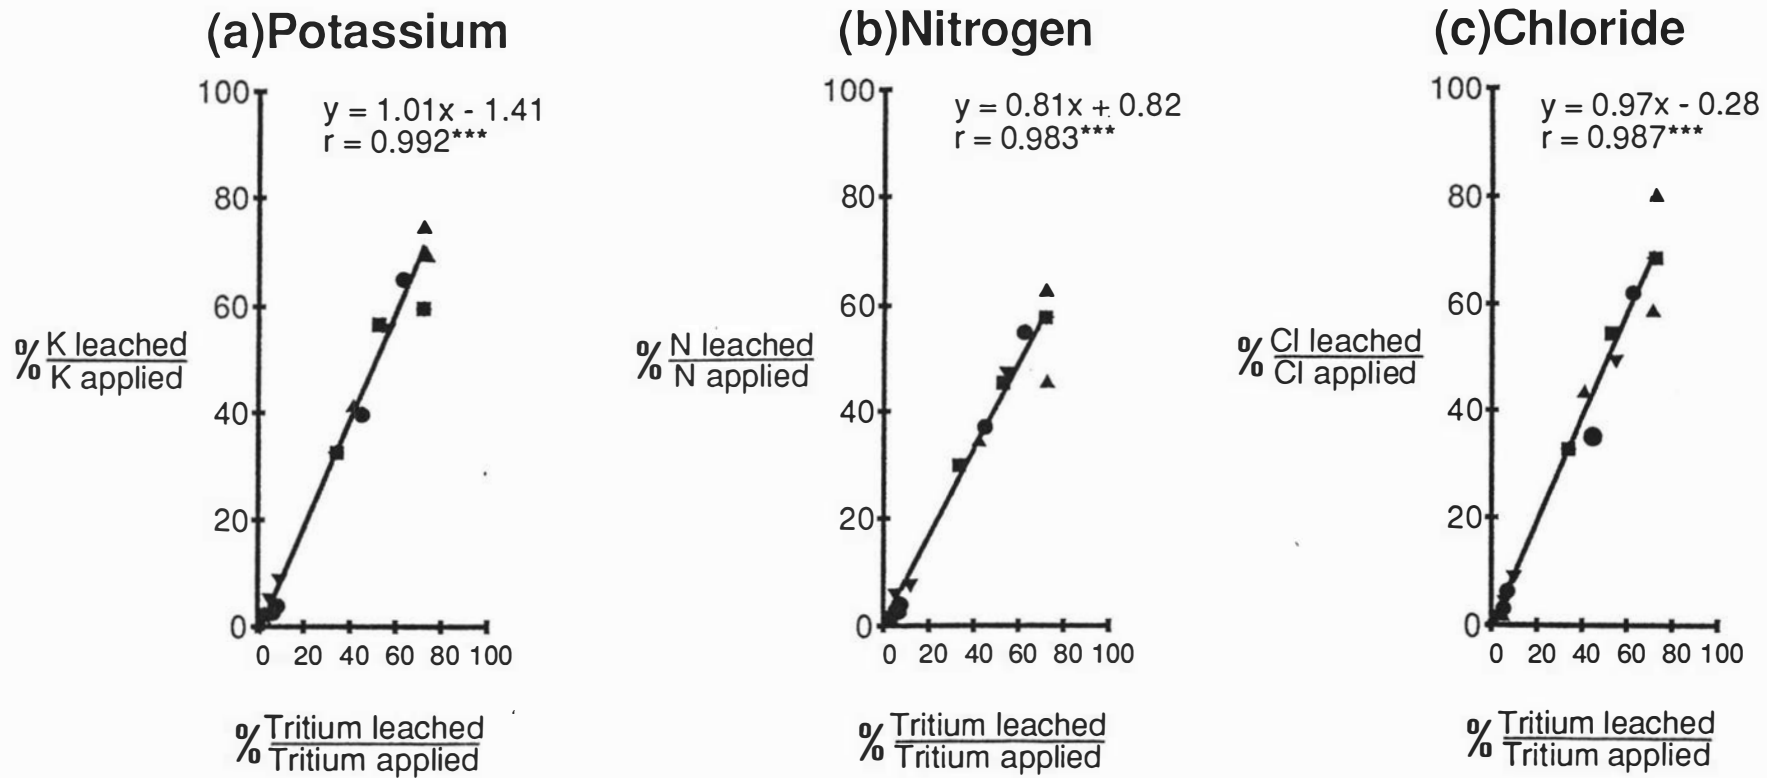 (a)Potassium
y = 1.01x - 1.41
r = 0.992***
100
80
60
40
20
0
0 20 40 60 80 100
% K leached
K applied
% Tritium leached
Tritium applied
(b)Nitrogen
y = 0.81x + 0.82
r = 0.983***
100
80
60
40
20
0
0 20 40 60 80 100
% N leached
N applied
% Tritium leached
Tritium applied
(c)Chloride
y = 0.97x - 0.28
r = 0.987***
100
80
60
40
20
0
0 20 40 60 80 100
% Cl leached
Cl applied
% Tritium leached
Tritium applied